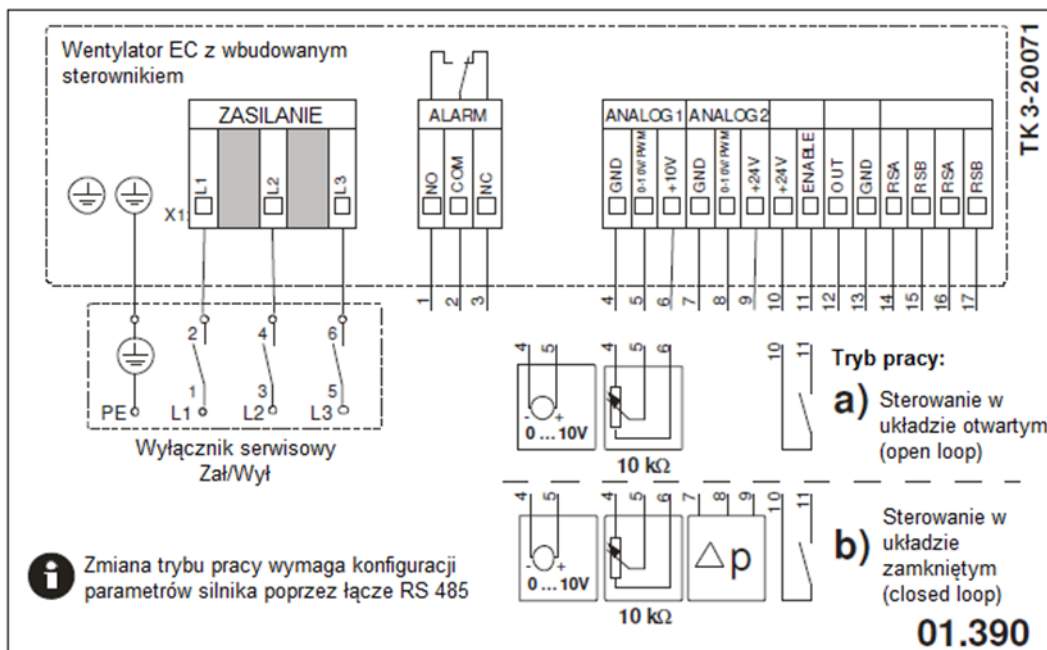 Wentylator EC z wbudowanym
sterownikiem
TK 3-20071
ZASILANIE
L1
L2
L3
X1
ALARM
NO
COM
NC
ANALOG 1
ANALOG 2
GND
0-10V/PWM
+10V
GND
0-10V/PWM
+24V
+24V
ENABLE
OUT
GND
RSA
RSB
RSA
RSB
1
2
3
4
5
6
7
8
9
10
11
12
13
14
15
16
17
2
4
6
1
3
5
PE
L1
L2
L3
Wyłącznik serwisowy
Zał/Wył
4
5
- +
0 ... 10V
4
5
6
10 kΩ
10
11
Tryb pracy:
a) Sterowanie w
układzie otwartym
(open loop)
4
5
- +
0 ... 10V
4
5
6
10 kΩ
7
8
9
△p
10
11
b) Sterowanie w
układzie
zamkniętym
(closed loop)
i
Zmiana trybu pracy wymaga konfiguracji
parametrów silnika poprzez łącze RS 485
01.390